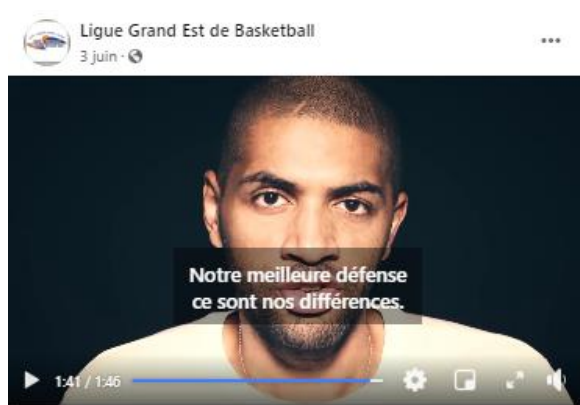 Ligue Grand Est de Basketball
3 juin ·
Notre meilleure défense
ce sont nos différences.
1:41 / 1:46